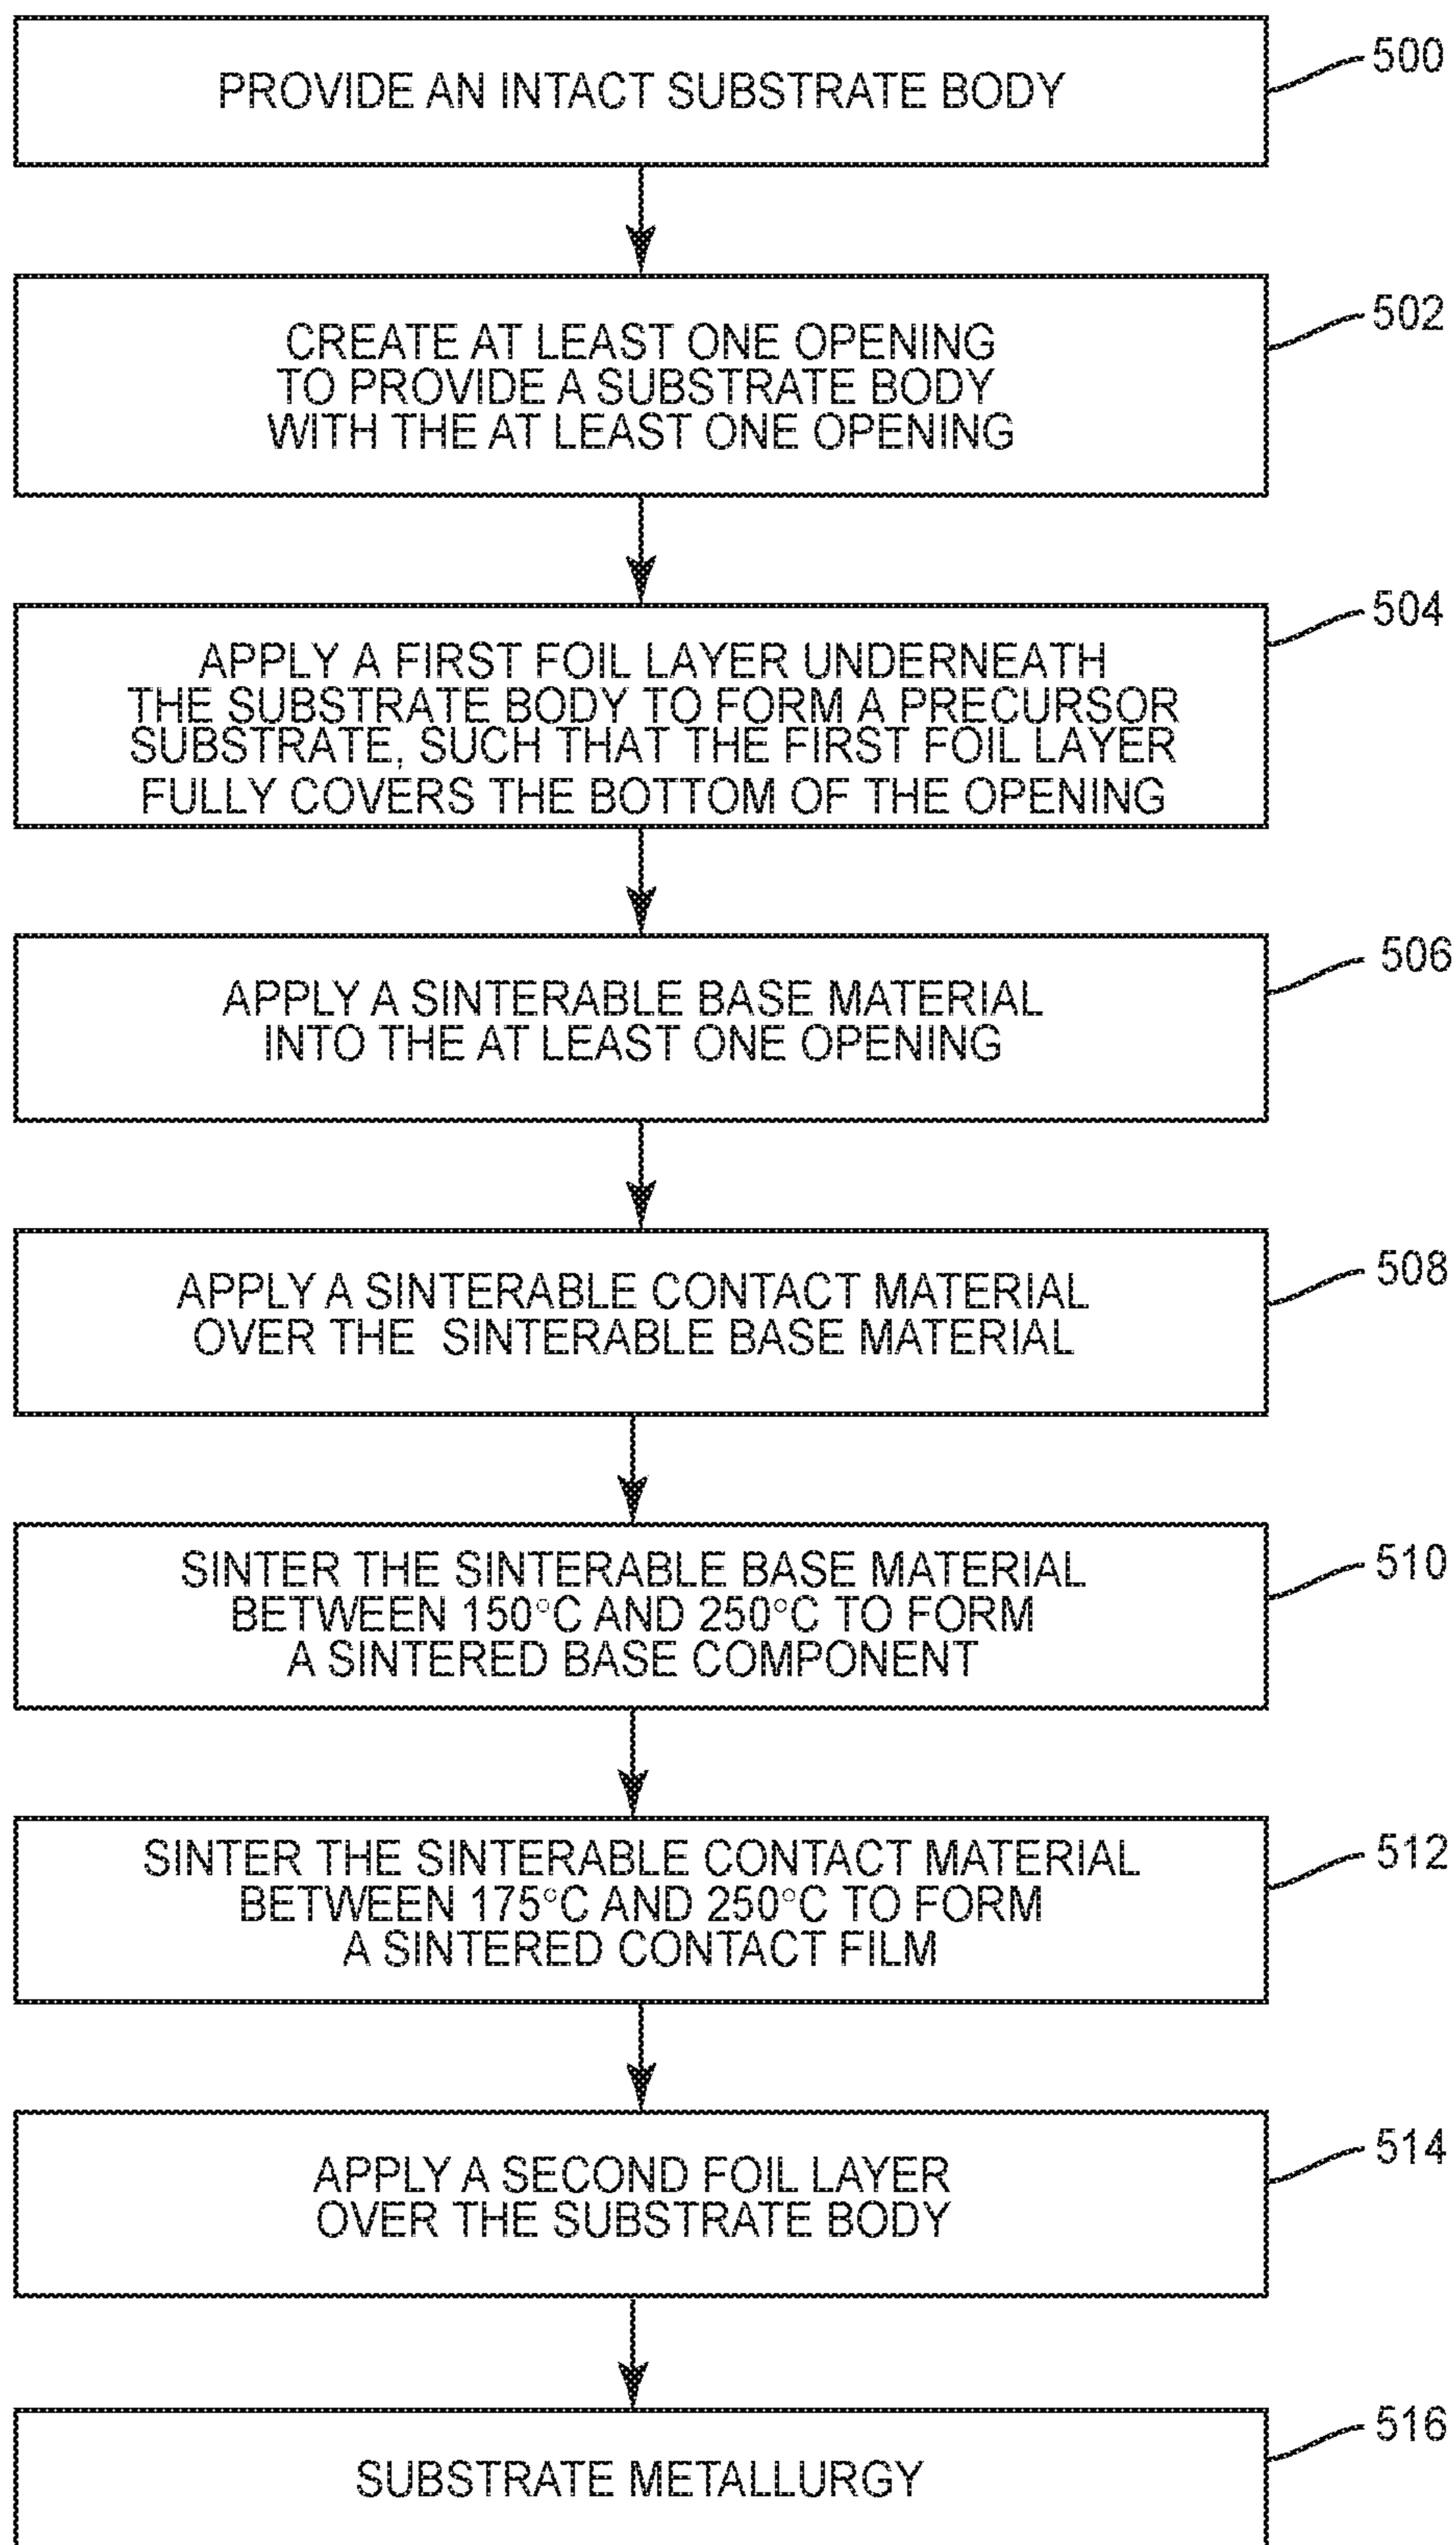 PROVIDE AN INTACT SUBSTRATE BODY
500
CREATE AT LEAST ONE OPENING
TO PROVIDE A SUBSTRATE BODY
WITH THE AT LEAST ONE OPENING
502
APPLY A FIRST FOIL LAYER UNDERNEATH
THE SUBSTRATE BODY TO FORM A PRECURSOR
SUBSTRATE, SUCH THAT THE FIRST FOIL LAYER
FULLY COVERS THE BOTTOM OF THE OPENING
504
APPLY A SINTERABLE BASE MATERIAL
INTO THE AT LEAST ONE OPENING
506
APPLY A SINTERABLE CONTACT MATERIAL
OVER THE SINTERABLE BASE MATERIAL
508
SINTER THE SINTERABLE BASE MATERIAL
BETWEEN 150°C AND 250°C TO FORM
A SINTERED BASE COMPONENT
510
SINTER THE SINTERABLE CONTACT MATERIAL
BETWEEN 175°C AND 250°C TO FORM
A SINTERED CONTACT FILM
512
APPLY A SECOND FOIL LAYER
OVER THE SUBSTRATE BODY
514
SUBSTRATE METALLURGY
516